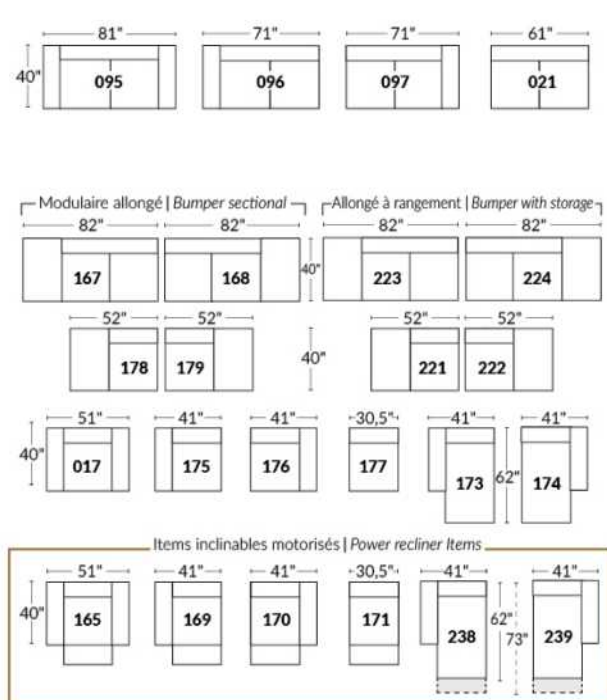 81" 71" 71" 61"
40"
095 096 097 021
Modulaire allongé | Bumper sectional Allongé à rangement | Bumper with storage
82" 82" 82" 82"
167 168 40" 223 224
52" 52" 52" 52"
178 179 40" 221 222
51" 41" 41" 30,5" 41" 41"
40"
017 175 176 177 173 62" 174
Items inclinables motorisés | Power recliner Items
51" 41" 41" 30,5" 41" 41"
40" 165 169 170 171 62"
238 73" 239